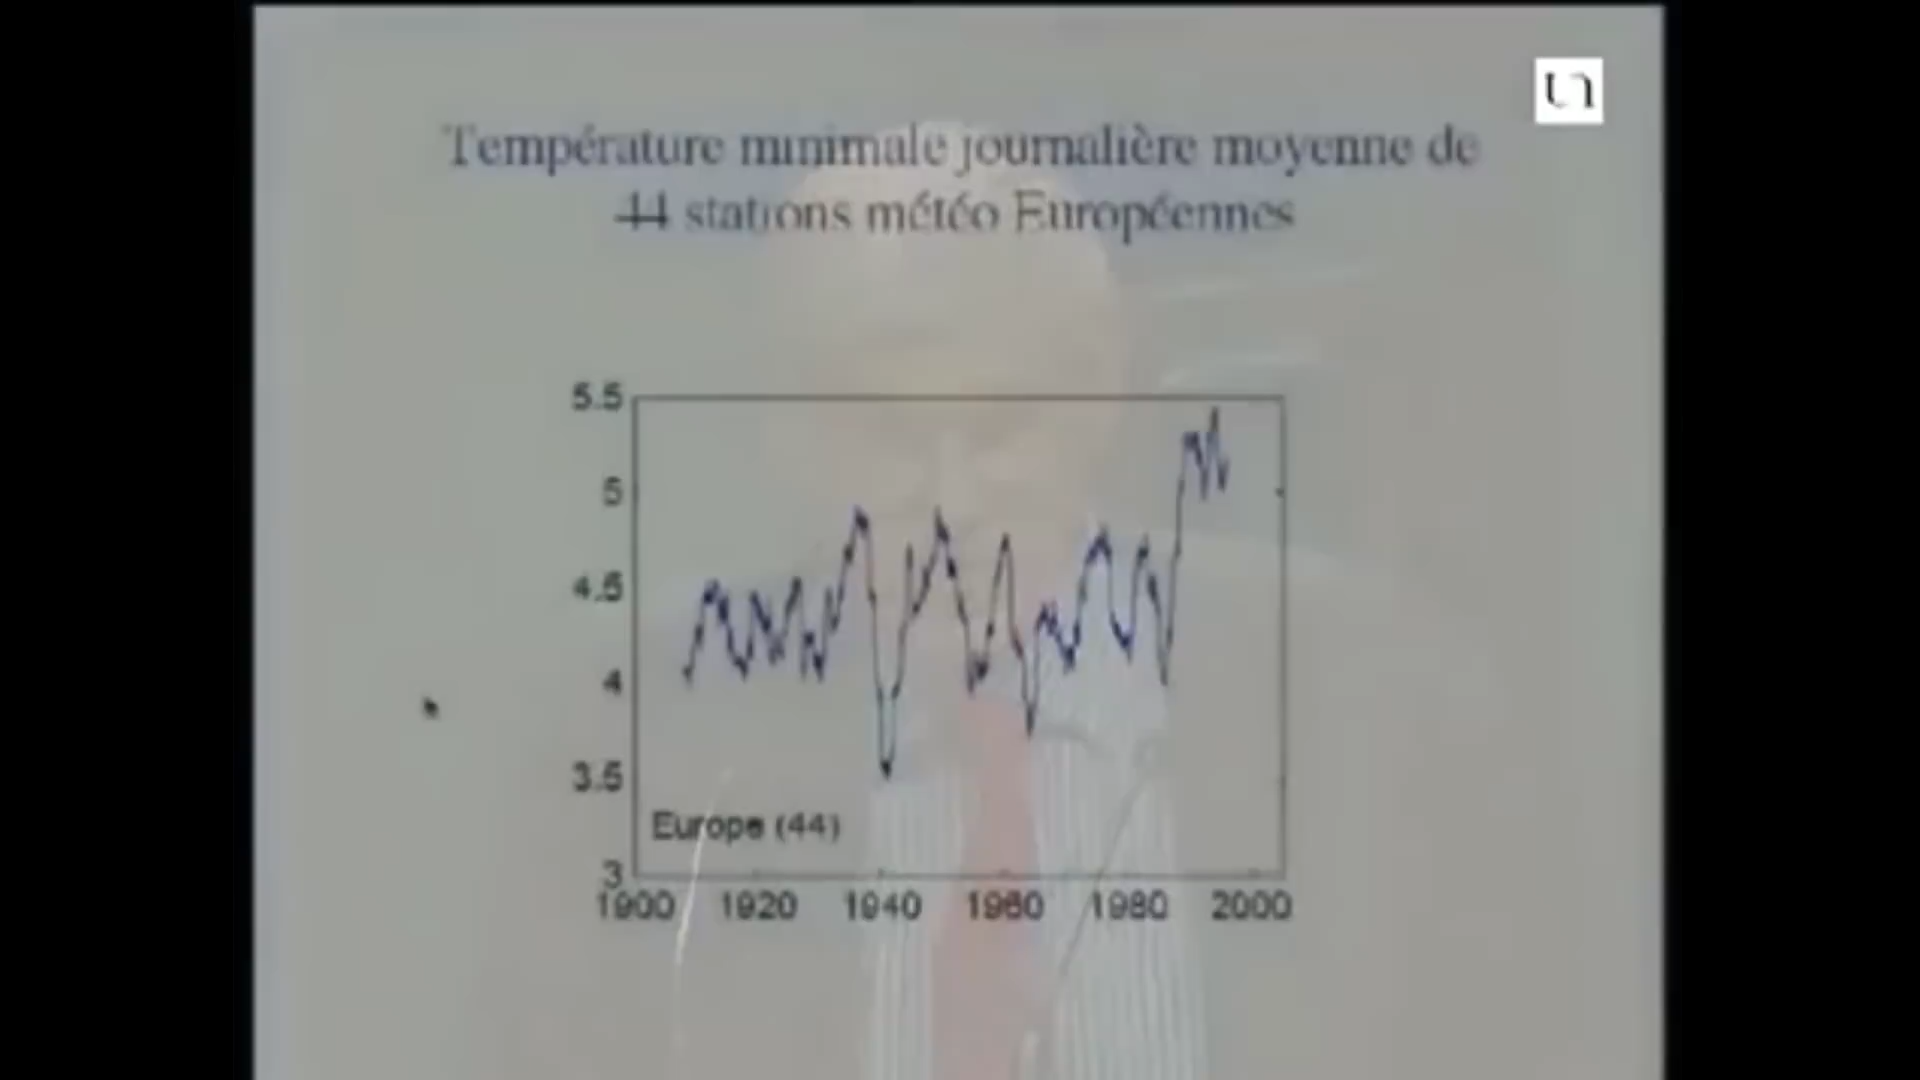 Température minimale journalière moyenne de
44 stations météo Européennes
5.5
5
4.5
4
3.5
3
Europe (44)
1900 1920 1940 1960 1980 2000